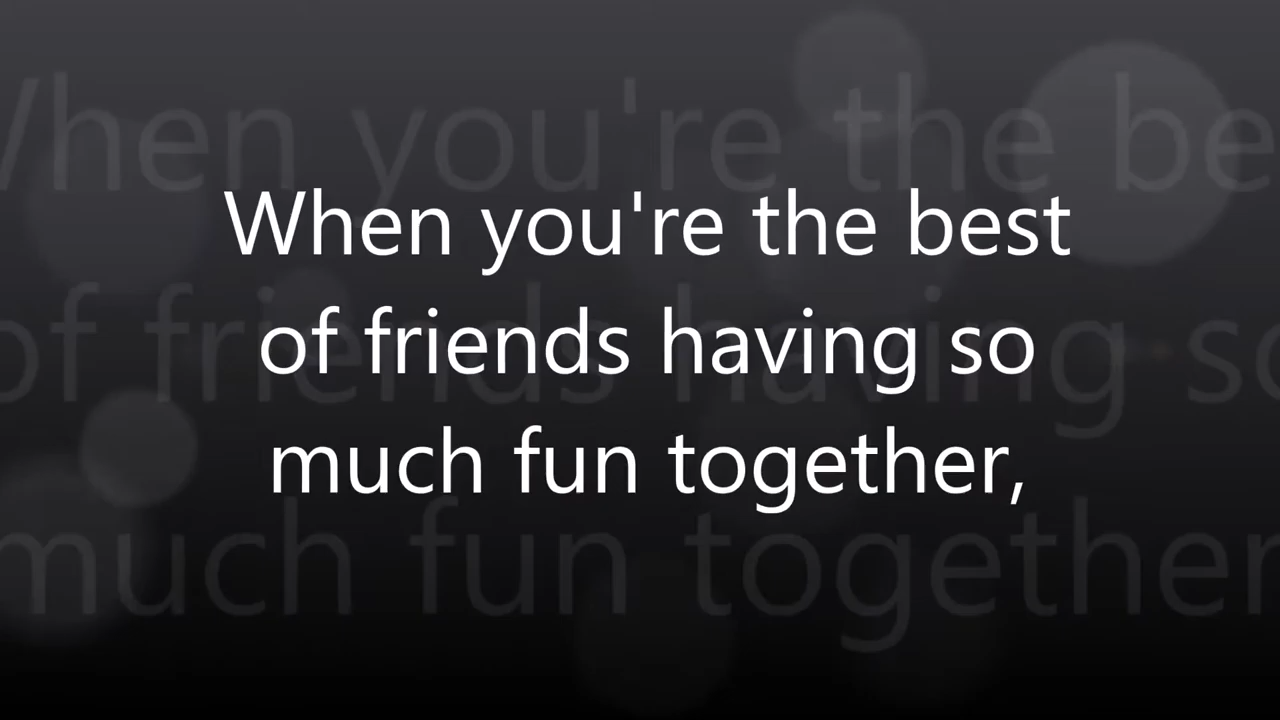 When you're the best
of friends having so
much fun together,